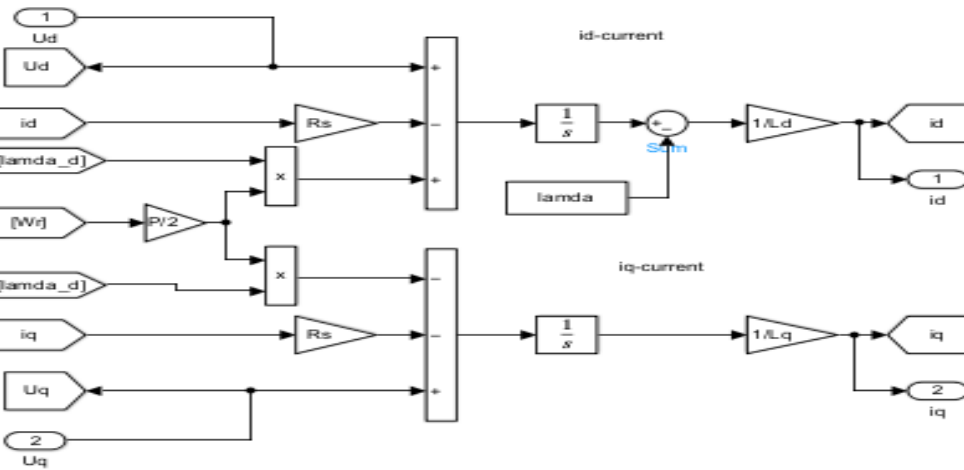 1
Ud
id-current
Ud
+
id
Rs
-
1
s
+
-
1/Ld
id
Sum
[lamda_d]
x
+
lamda
1
id
[Wr]
P/2
iq-current
x
-
[lamda_d]
iq
Rs
-
1
s
1/Lq
iq
Uq
+
2
iq
2
Uq